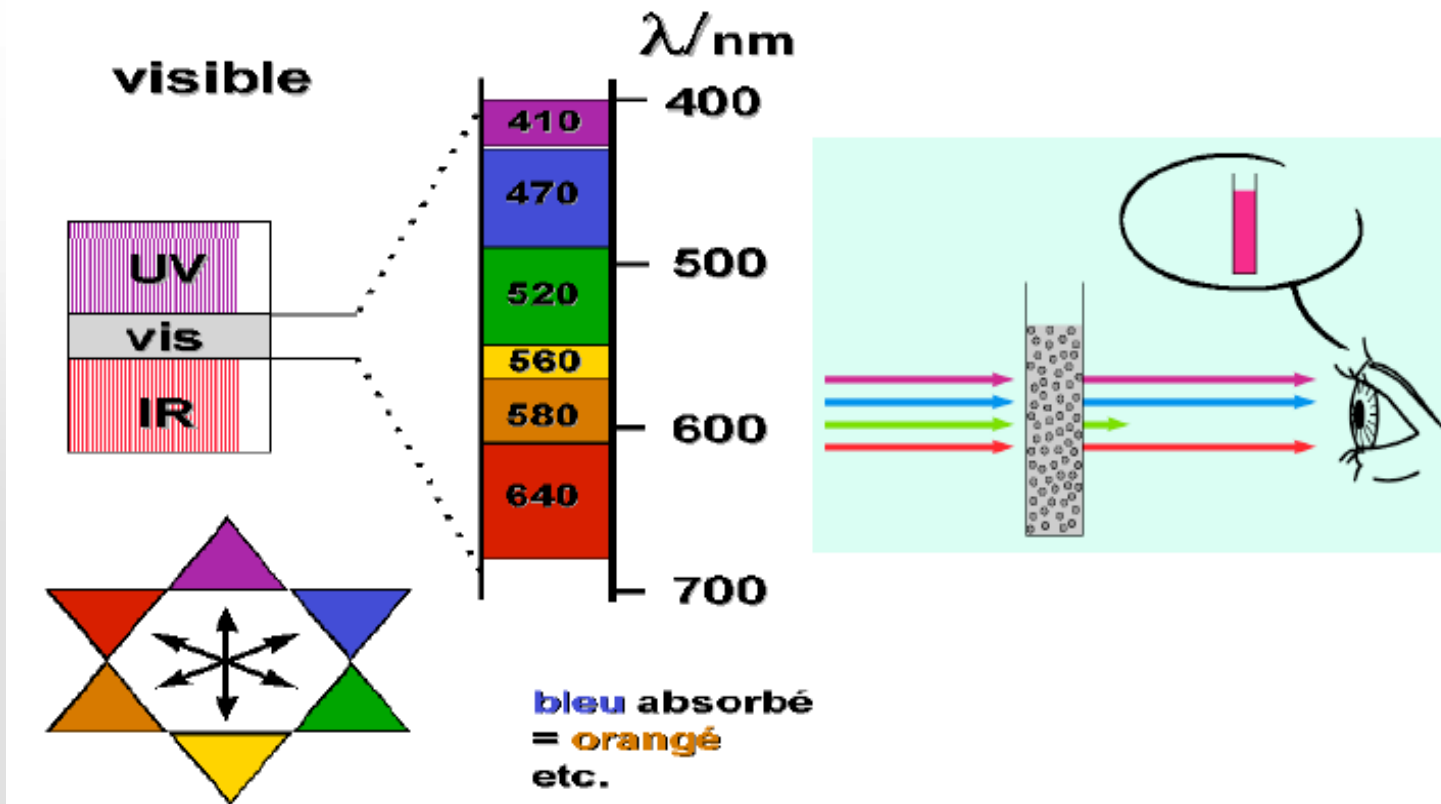 visible
λ/nm
400
410
470
500
520
560
580
600
640
700
UV
vis
IR
bleu absorbé
= orangé
etc.